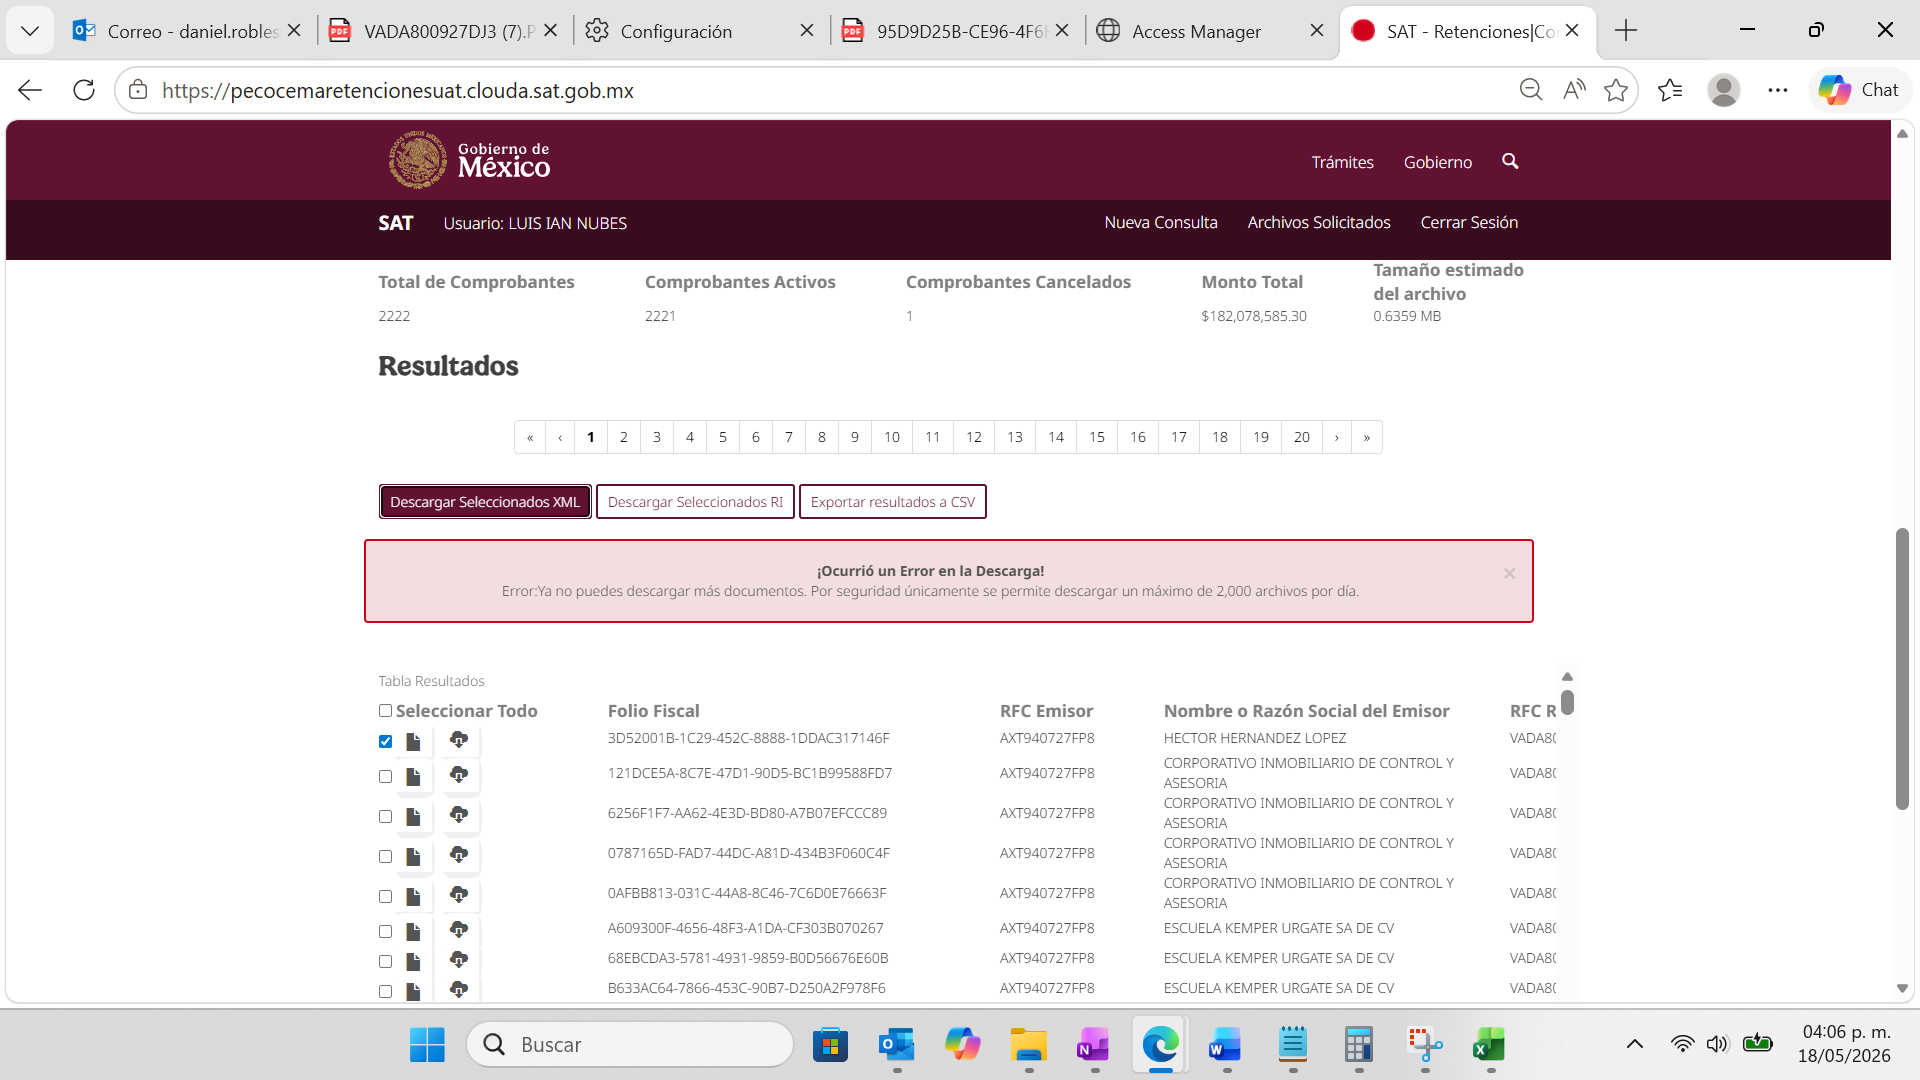 Correo - daniel.robles
VADA800927DJ3 (7).P
Configuración
95D9D25B-CE96-4F6
Access Manager
SAT - Retenciones|Co
https://pecocemaretencionesuat.clouda.sat.gob.mx
Chat
Gobierno de
México
Trámites
Gobierno
SAT
Usuario: LUIS IAN NUBES
Nueva Consulta
Archivos Solicitados
Cerrar Sesión
Total de Comprobantes
Comprobantes Activos
Comprobantes Cancelados
Monto Total
Tamaño estimado
del archivo
2222
2221
1
$182,078,585.30
0.6359 MB
Resultados
« ‹ 1 2 3 4 5 6 7 8 9 10 11 12 13 14 15 16 17 18 19 20 › »
Descargar Seleccionados XML
Descargar Seleccionados RI
Exportar resultados a CSV
¡Ocurrió un Error en la Descarga!
Error:Ya no puedes descargar más documentos. Por seguridad únicamente se permite descargar un máximo de 2,000 archivos por día.
×
Tabla Resultados
Seleccionar Todo Folio Fiscal RFC Emisor Nombre o Razón Social del Emisor RFC R
3D52001B-1C29-452C-8888-1DDAC317146F AXT940727FP8 HECTOR HERNANDEZ LOPEZ VADA80
121DCE5A-8C7E-47D1-90D5-BC1B99588FD7 AXT940727FP8 CORPORATIVO INMOBILIARIO DE CONTROL Y VADA80
ASESORIA
6256F1F7-AA62-4E3D-BD80-A7B07EFCCC89 AXT940727FP8 CORPORATIVO INMOBILIARIO DE CONTROL Y VADA80
ASESORIA
0787165D-FAD7-44DC-A81D-434B3F060C4F AXT940727FP8 CORPORATIVO INMOBILIARIO DE CONTROL Y VADA80
ASESORIA
0AFBB813-031C-44A8-8C46-7C6D0E76663F AXT940727FP8 CORPORATIVO INMOBILIARIO DE CONTROL Y VADA80
ASESORIA
A609300F-4656-48F3-A1DA-CF303B070267 AXT940727FP8 ESCUELA KEMPER URGATE SA DE CV VADA80
68EBCDA3-5781-4931-9859-B0D56676E60B AXT940727FP8 ESCUELA KEMPER URGATE SA DE CV VADA80
B633AC64-7866-453C-90B7-D250A2F978F6 AXT940727FP8 ESCUELA KEMPER URGATE SA DE CV VADA80
Buscar
04:06 p. m.
18/05/2026